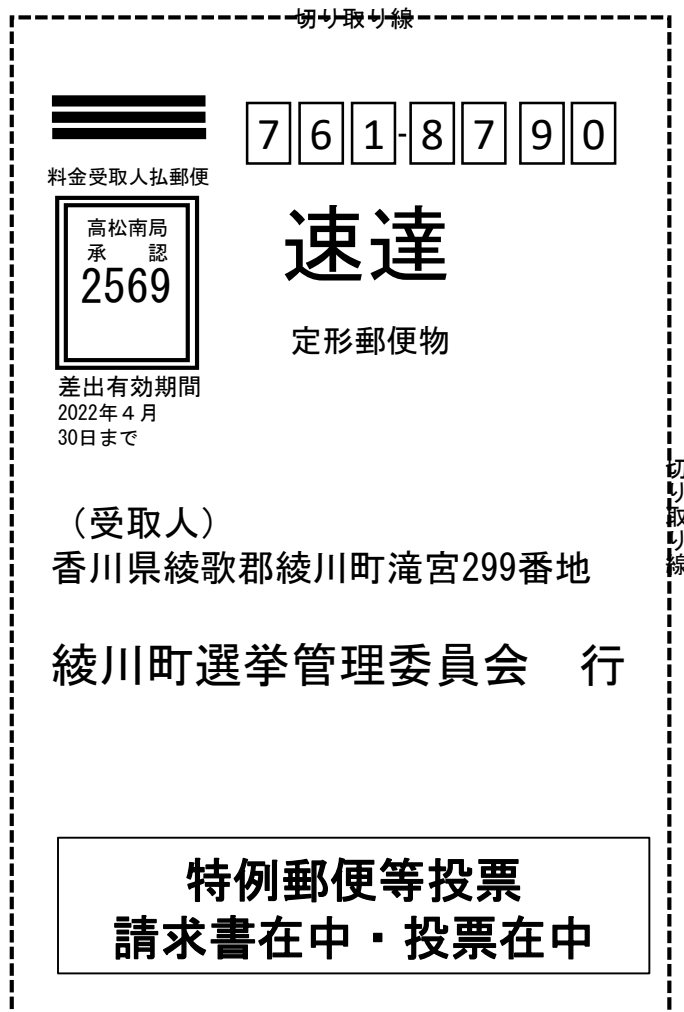 切り取り線
761-8790
料金受取人払郵便
高松南局
承　認
2569
速達
定形郵便物
差出有効期間
2022年４月
30日まで
切り取り線
（受取人）
香川県綾歌郡綾川町滝宮299番地
綾川町選挙管理委員会　行
特例郵便等投票
請求書在中・投票在中